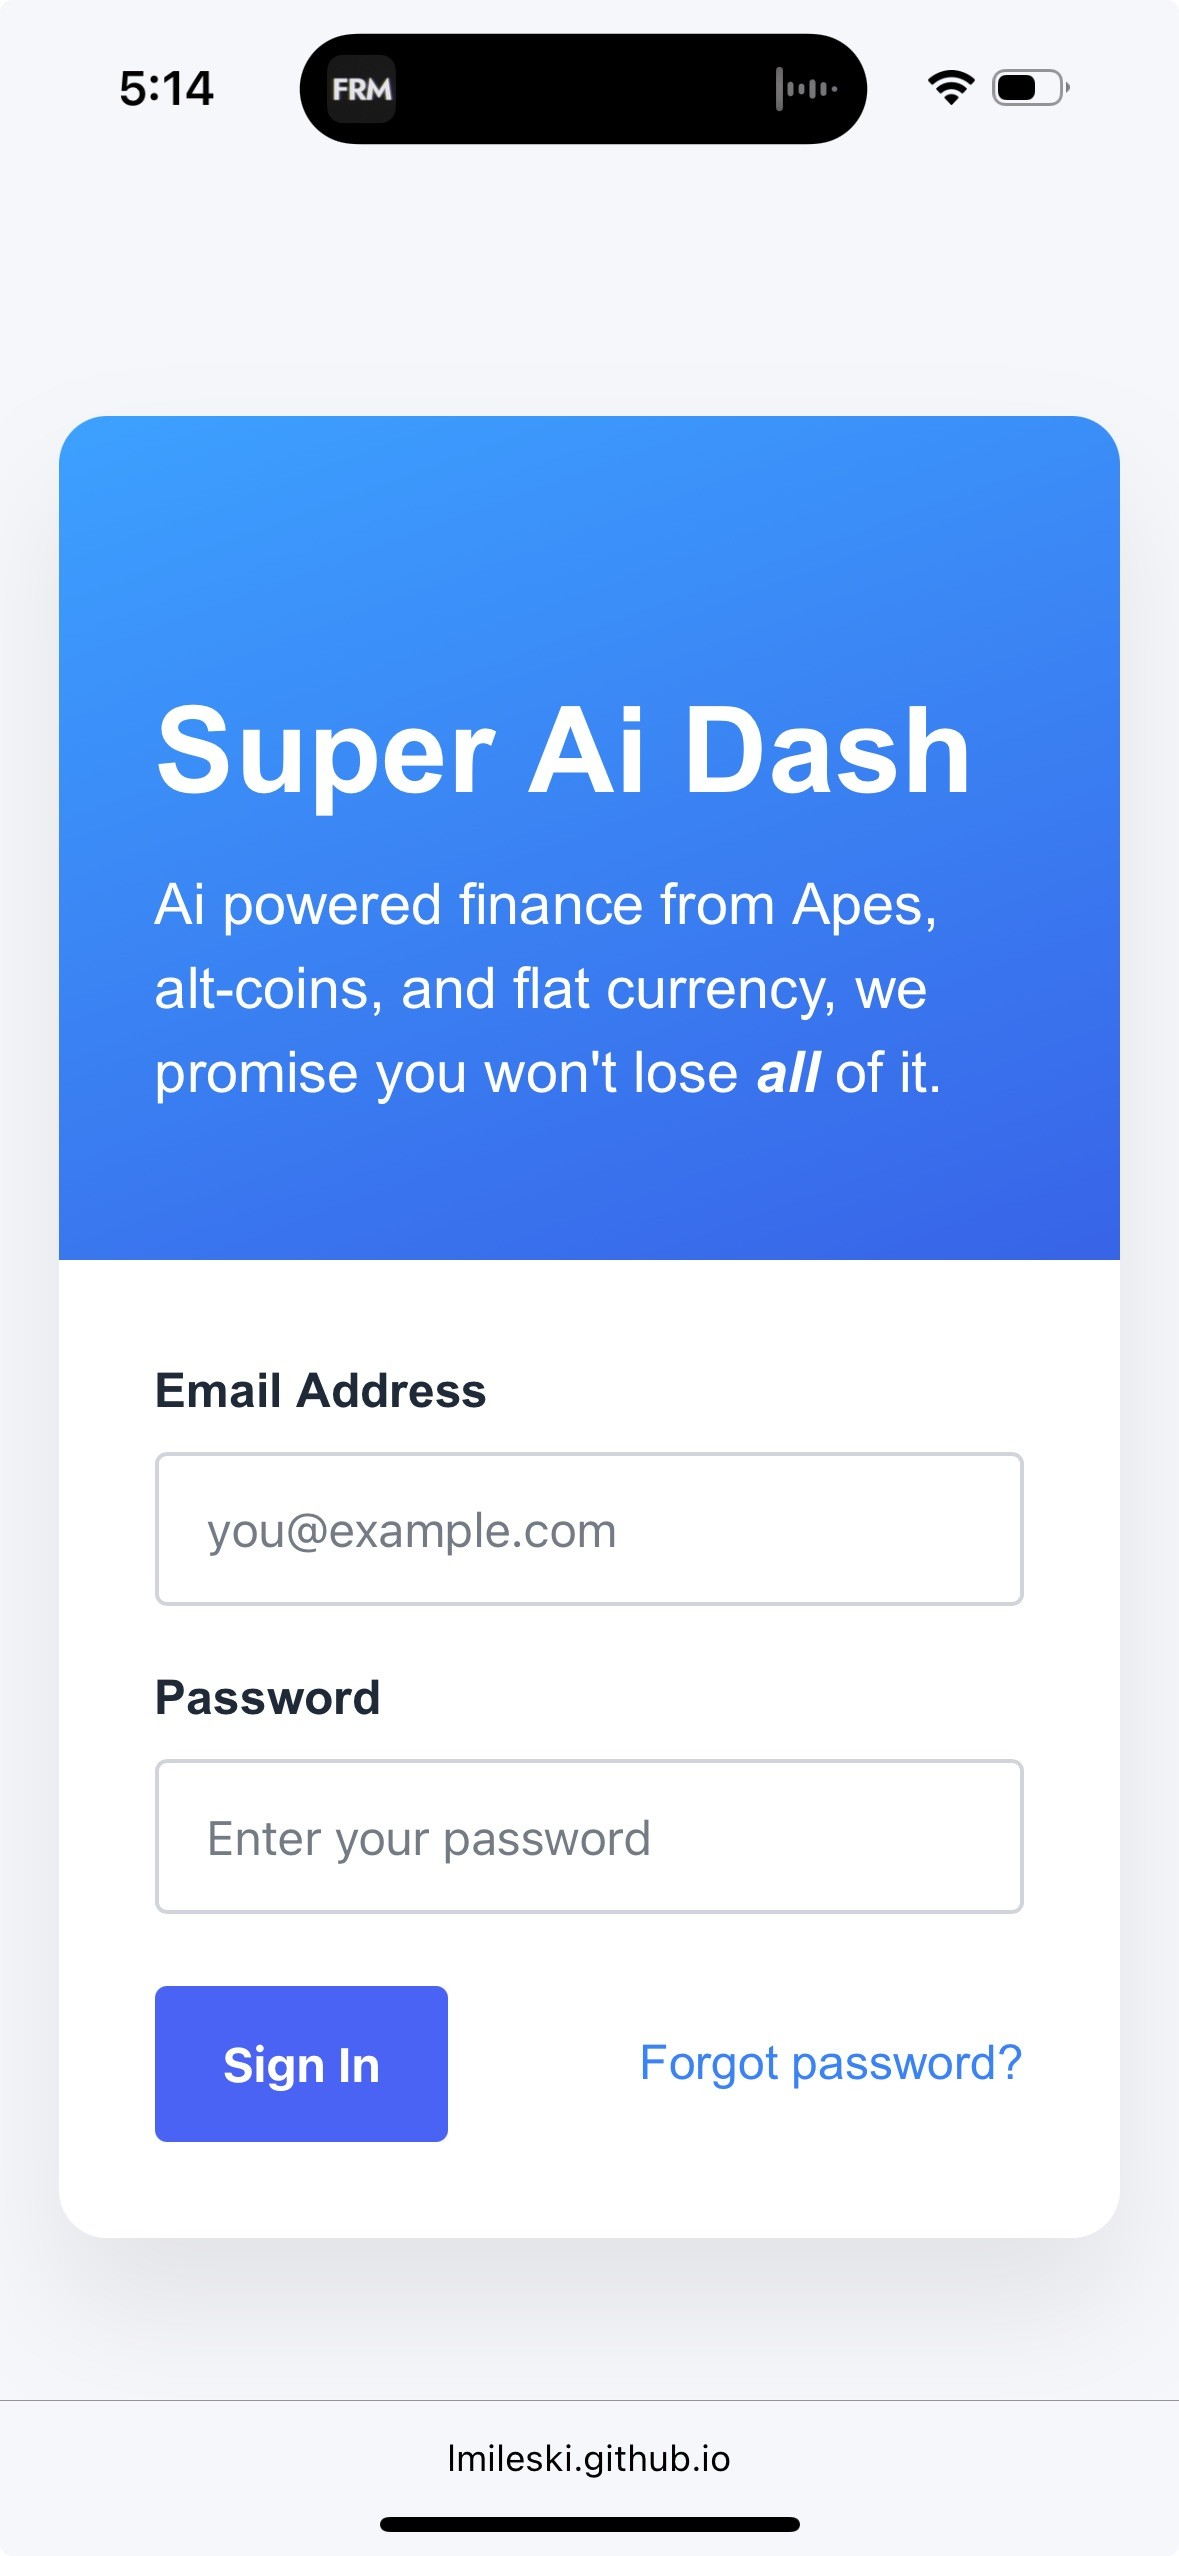 5:14
FRM
Super Ai Dash
Ai powered finance from Apes,
alt-coins, and flat currency, we
promise you won't lose all of it.
Email Address
you@example.com
Password
Enter your password
Sign In
Forgot password?
lmileski.github.io